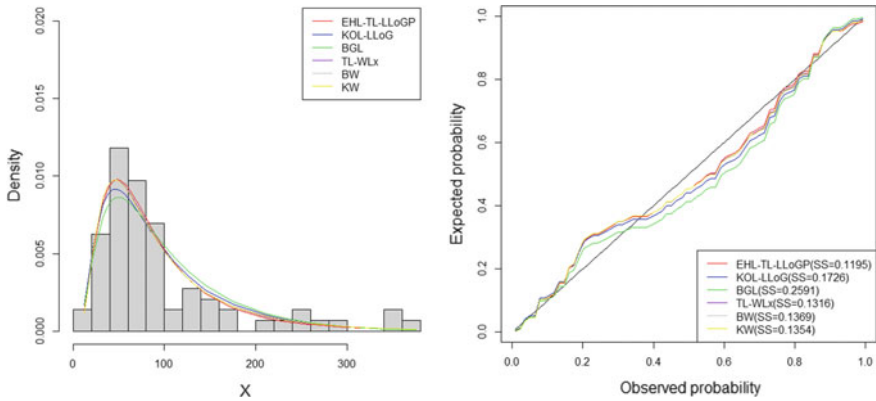 0.020
0.015
0.010
0.005
0.000
Density
EHL-TL-LLoGP
KOL-LLoG
BGL
TL-WLx
BW
KW
0 100 200 300
X
1.0
0.8
0.6
0.4
0.2
0.0
Expected probability
EHL-TL-LLoGP(SS=0.1195)
KOL-LLoG(SS=0.1726)
BGL(SS=0.2591)
TL-WLx(SS=0.1316)
BW(SS=0.1369)
KW(SS=0.1354)
0.0 0.2 0.4 0.6 0.8 1.0
Observed probability